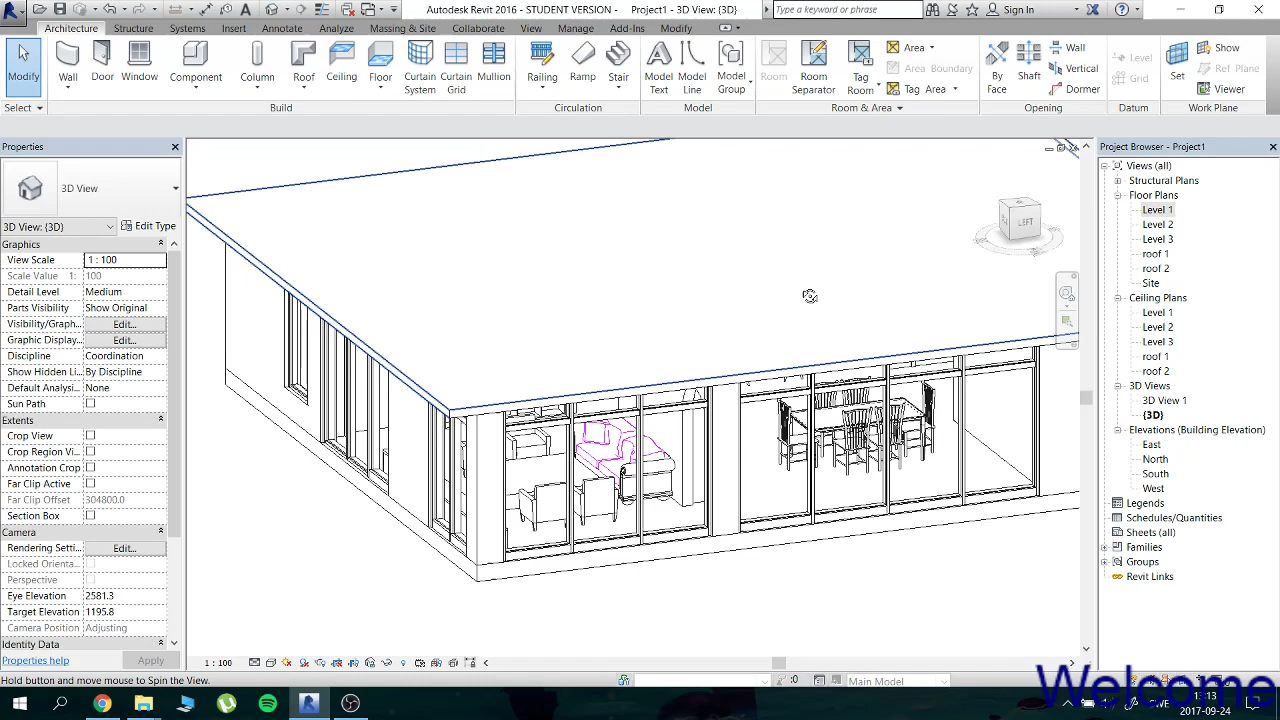 Autodesk Revit 2016 - STUDENT VERSION - Project1 - 3D View: {3D}
Type a keyword or phrase
Sign In
Architecture Structure Systems Insert Annotate Analyze Massing & Site Collaborate View Manage Add-Ins Modify
Modify Wall Door Window Component Column Roof Ceiling Floor Curtain System Curtain Grid Mullion Railing Ramp Stair Model Text Model Line Model Group Room Room Separator Tag Room
Area
Area Boundary
Tag Area
By Face Shaft
Wall
Vertical
Dormer
Level
Grid
Set
Show
Ref Plane
Viewer
Select Build Circulation Model Room & Area Opening Datum Work Plane
Properties
3D View
3D View: {3D} Edit Type
Graphics
View Scale 1 : 100
Scale Value 1: 100
Detail Level Medium
Parts Visibility Show Original
Visibility/Graph... Edit...
Graphic Display... Edit...
Discipline Coordination
Show Hidden Li... By Discipline
Default Analysi... None
Sun Path
Extents
Crop View
Crop Region Vi...
Annotation Crop
Far Clip Active
Far Clip Offset 304800.0
Section Box
Camera
Rendering Setti... Edit...
Locked Orienta...
Perspective
Eye Elevation 2581.3
Target Elevation 1195.8
Camera Position Adjusting
Identity Data
Properties help Apply
LEFT
Project Browser - Project1
Views (all)
Structural Plans
Floor Plans
Level 1
Level 2
Level 3
roof 1
roof 2
Site
Ceiling Plans
Level 1
Level 2
Level 3
roof 1
roof 2
3D Views
3D View 1
{3D}
Elevations (Building Elevation)
East
North
South
West
Legends
Schedules/Quantities
Sheets (all)
Families
Groups
Revit Links
1 : 100
Hold button and move mouse to Spin the View.
:0
Main Model
Welcome
SWE
13:13
2017-09-24